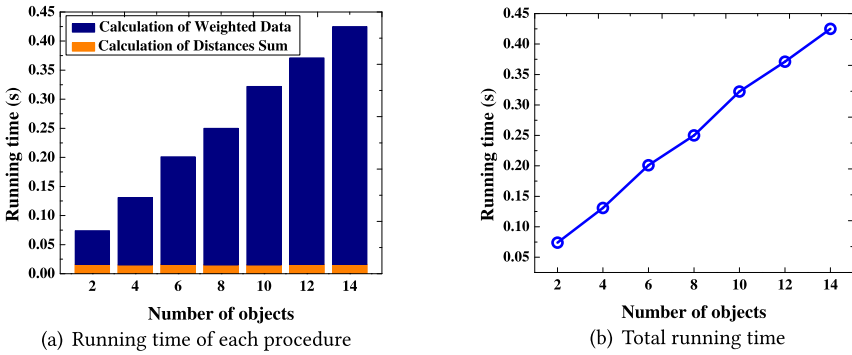 0.45
0.40
0.35
0.30
0.25
0.20
0.15
0.10
0.05
0.00
Running time (s)
Calculation of Weighted Data
Calculation of Distances Sum
2 4 6 8 10 12 14
Number of objects
(a) Running time of each procedure
0.45
0.40
0.35
0.30
0.25
0.20
0.15
0.10
0.05
Running time (s)
2 4 6 8 10 12 14
Number of objects
(b) Total running time